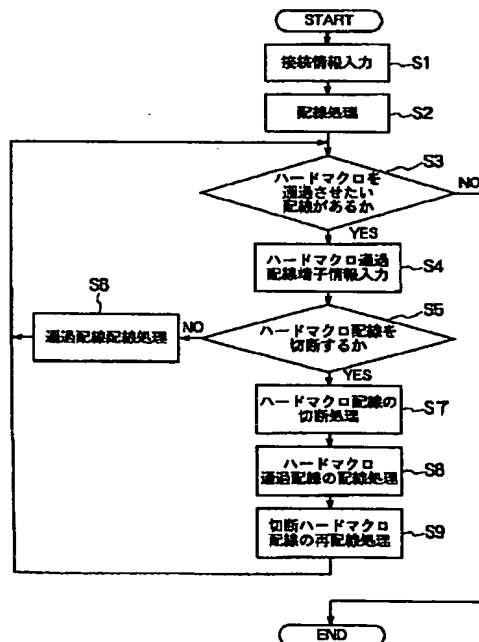 START
接続情報入力
S1
配線処理
S2
ハードマクロを
通過させたい
配線があるか
S3
NO
YES
ハードマクロ通過
配線端子情報入力
S4
ハードマクロ配線を
切断するか
S5
NO
通過配線配線処理
S6
YES
ハードマクロ配線の
切断処理
S7
ハードマクロ
通過配線の配線処理
S8
切断ハードマクロ
配線の再配線処理
S9
END